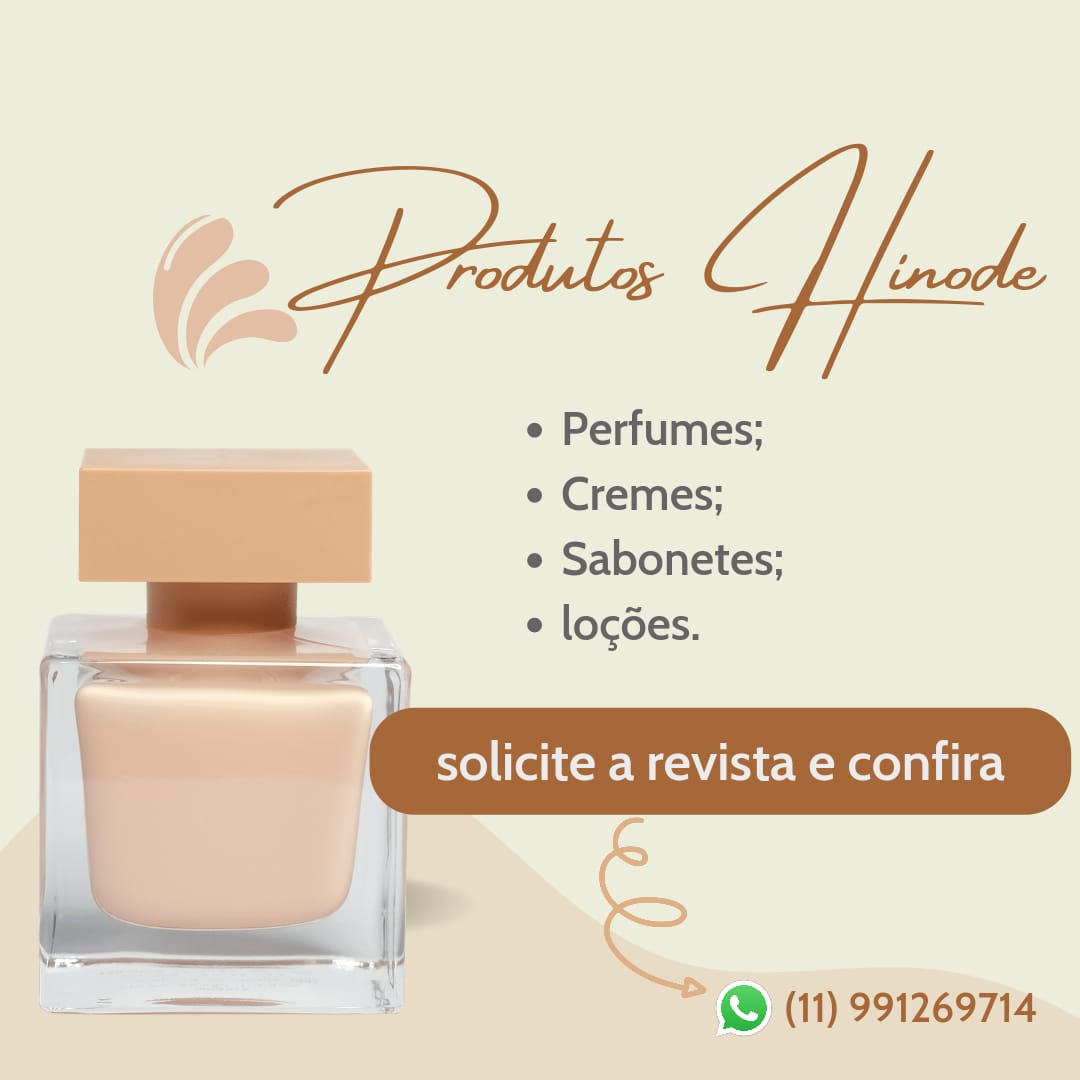 Produtos Hinode
• Perfumes;
• Cremes;
• Sabonetes;
• loções.
solicite a revista e confira
(11) 991269714